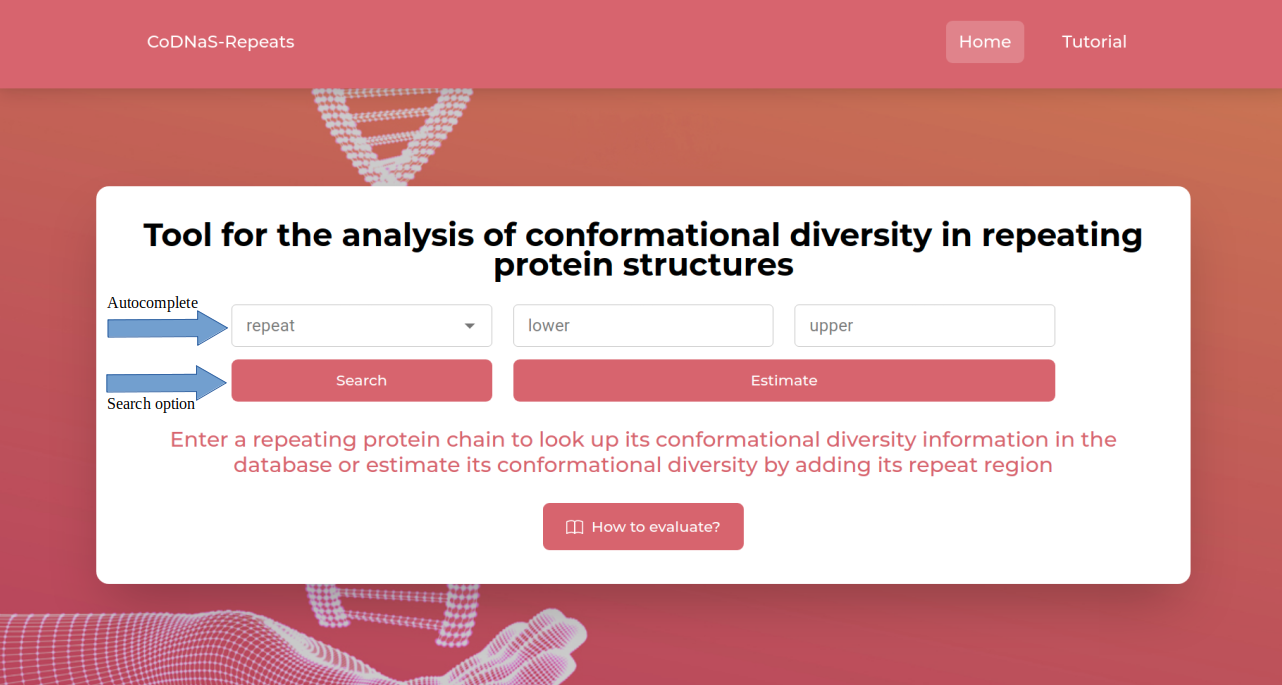 CoDNaS-Repeats
Home
Tutorial
Tool for the analysis of conformational diversity in repeating
protein structures
Autocomplete
repeat
lower
upper
Search
Estimate
Search option
Enter a repeating protein chain to look up its conformational diversity information in the
database or estimate its conformational diversity by adding its repeat region
How to evaluate?